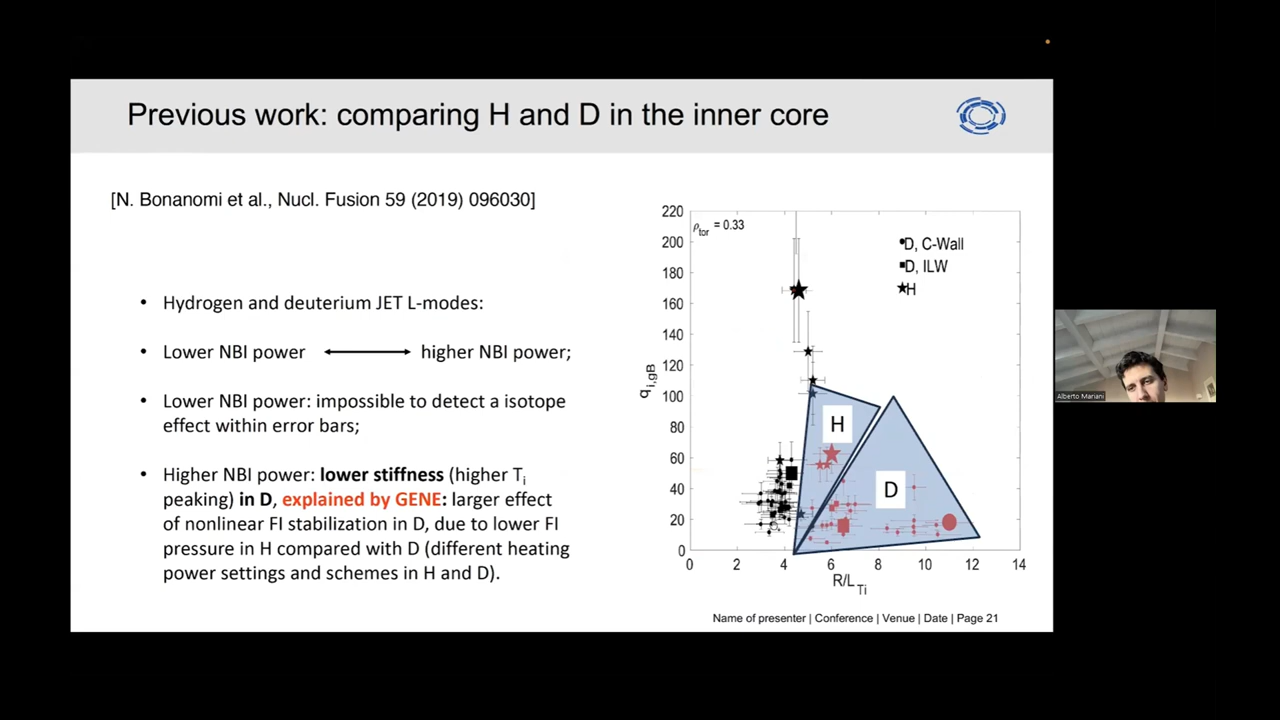 Previous work: comparing H and D in the inner core
[N. Bonanomi et al., Nucl. Fusion 59 (2019) 096030]
• Hydrogen and deuterium JET L-modes:
• Lower NBI power ⟷ higher NBI power;
• Lower NBI power: impossible to detect a isotope
effect within error bars;
• Higher NBI power: lower stiffness (higher Ti
peaking) in D, explained by GENE: larger effect
of nonlinear FI stabilization in D, due to lower FI
pressure in H compared with D (different heating
power settings and schemes in H and D).
220
200
180
160
140
120
100
80
60
40
20
0
qi,gB
ρtor = 0.33
D, C-Wall
D, ILW
H
H
D
0 2 4 6 8 10 12 14
R/LTi
Name of presenter | Conference | Venue | Date | Page 21
Alberto Mariani